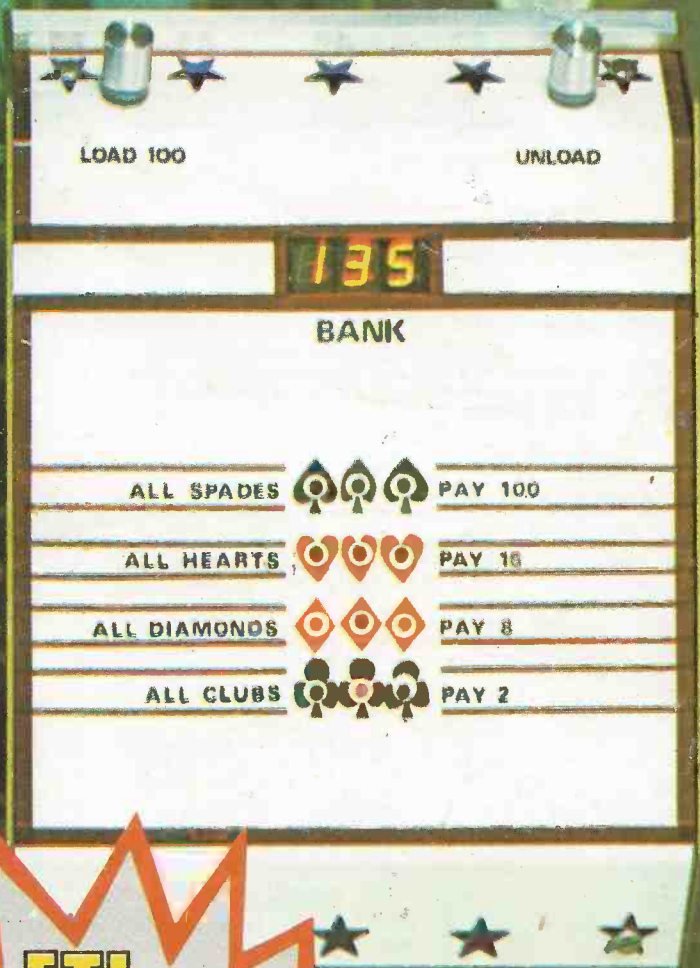 LOAD 100 UNLOAD
135
BANK
ALL SPADES PAY 100
ALL HEARTS PAY 16
ALL DIAMONDS PAY 8
ALL CLUBS PAY 2